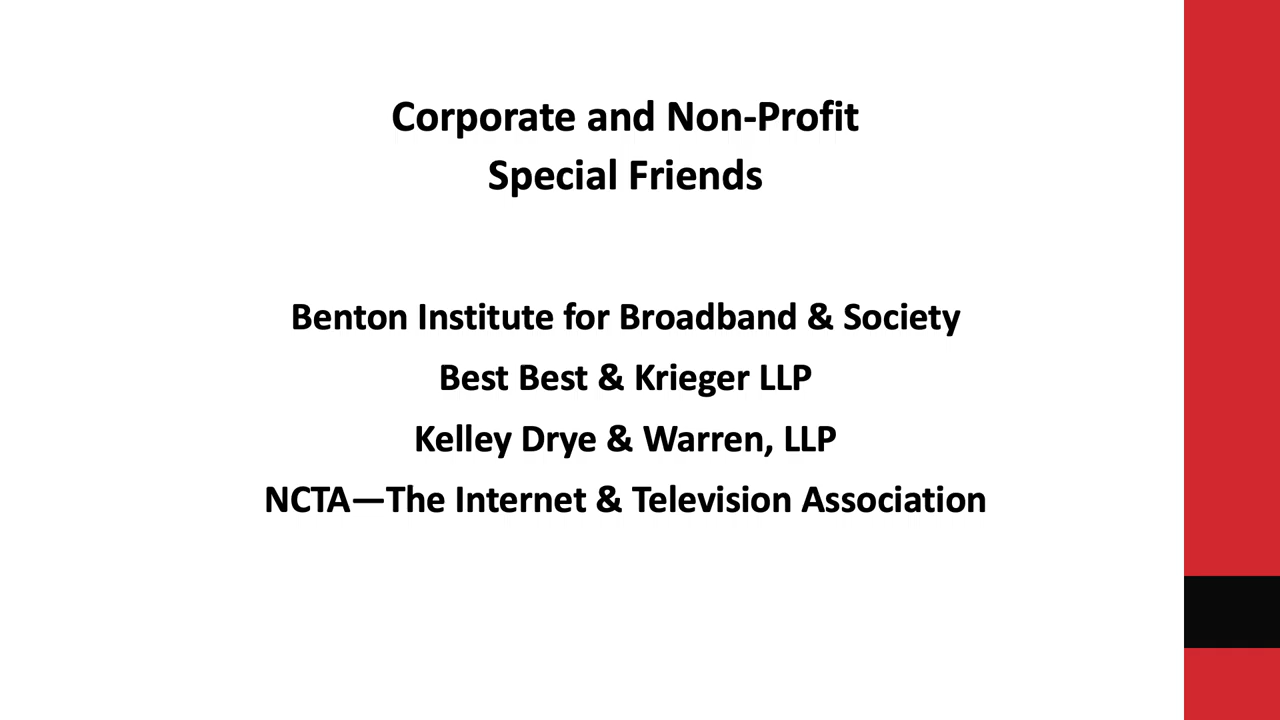 Corporate and Non-Profit
Special Friends
Benton Institute for Broadband & Society
Best Best & Krieger LLP
Kelley Drye & Warren, LLP
NCTA—The Internet & Television Association